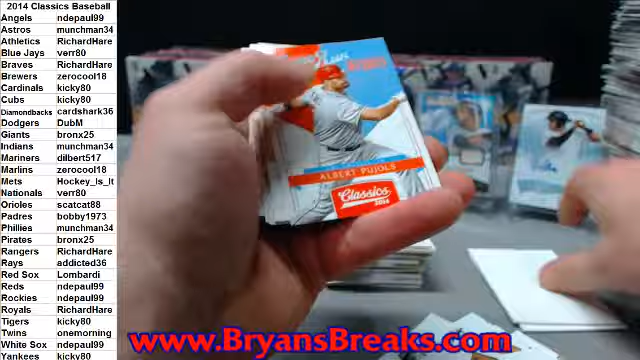 2014 Classics Baseball
Angels ndepaul99
Astros munchman34
Athletics RichardHare
Blue Jays verr80
Braves RichardHare
Brewers zerocool18
Cardinals kicky80
Cubs kicky80
Diamondbacks cardshark36
Dodgers DubM
Giants bronx25
Indians munchman34
Mariners dilbert517
Marlins zerocool18
Mets Hockey_Is_It
Nationals verr80
Orioles scatcat88
Padres bobby1973
Phillies munchman34
Pirates bronx25
Rangers RichardHare
Rays addicted36
Red Sox Lombardi
Reds ndepaul99
Rockies ndepaul99
Royals RichardHare
Tigers kicky80
Twins onemorning
White Sox ndepaul99
Yankees kicky80
ALBERT PUJOLS
Classics
2014
www.BryansBreaks.com